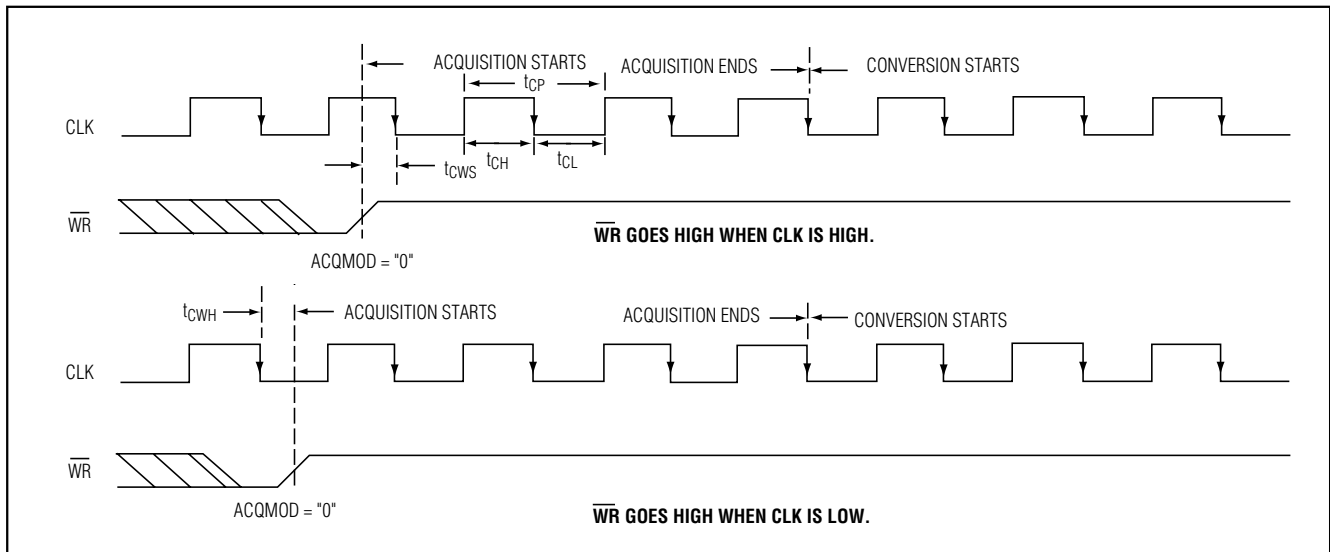 ACQUISITION STARTS
ACQUISITION ENDS
CONVERSION STARTS
tCP
CLK
tCWS
tCH
tCL
WR
WR GOES HIGH WHEN CLK IS HIGH.
ACQMOD = "0"
tCWH
ACQUISITION STARTS
ACQUISITION ENDS
CONVERSION STARTS
CLK
WR
ACQMOD = "0"
WR GOES HIGH WHEN CLK IS LOW.